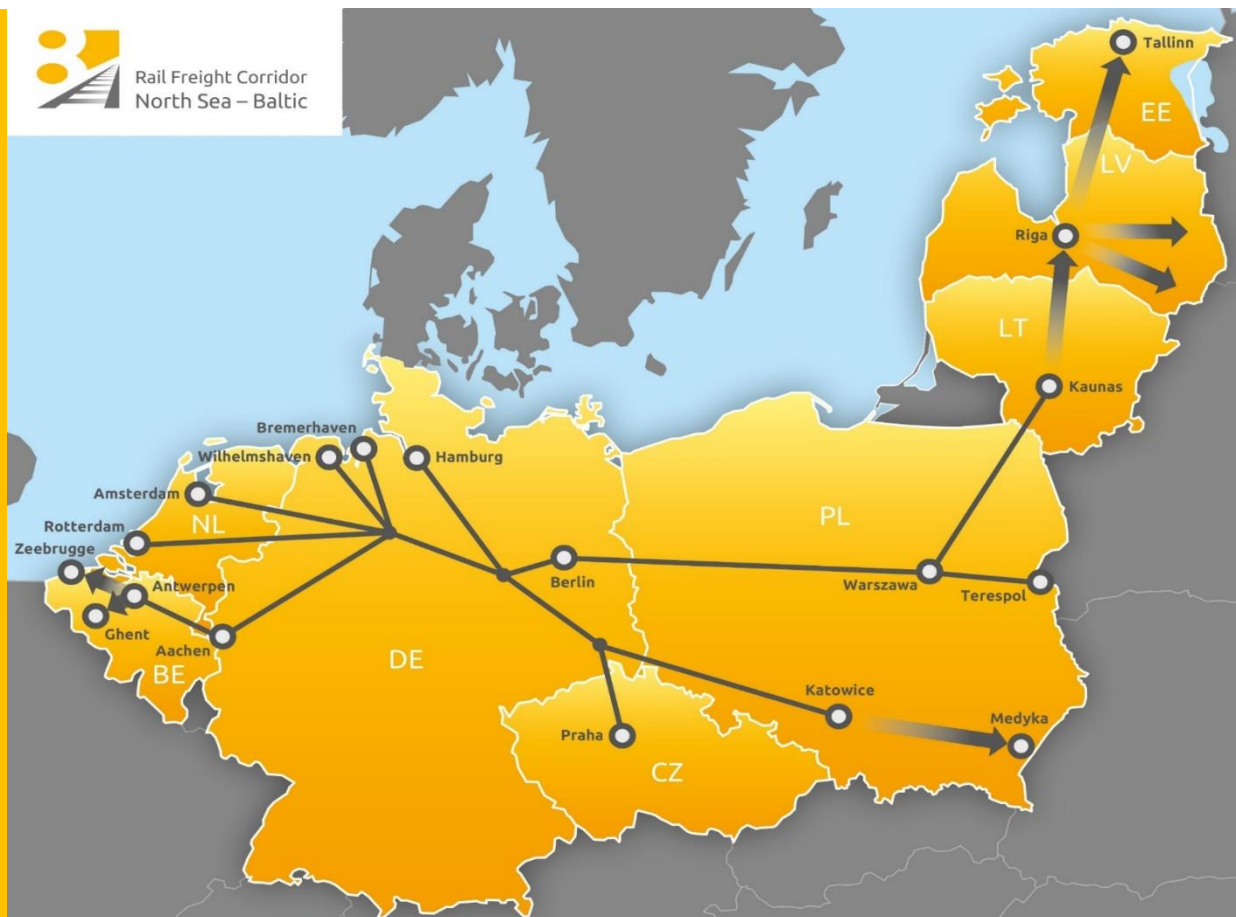 Rail Freight Corridor
North Sea – Baltic
Tallinn
EE
LV
Riga
LT
Kaunas
Bremerhaven
Wilhelmshaven
Hamburg
Amsterdam
NL
Rotterdam
Zeebrugge
PL
Antwerpen
Berlin
Warszawa
Terespol
Ghent
Aachen
BE
DE
Katowice
Medyka
Praha
CZ